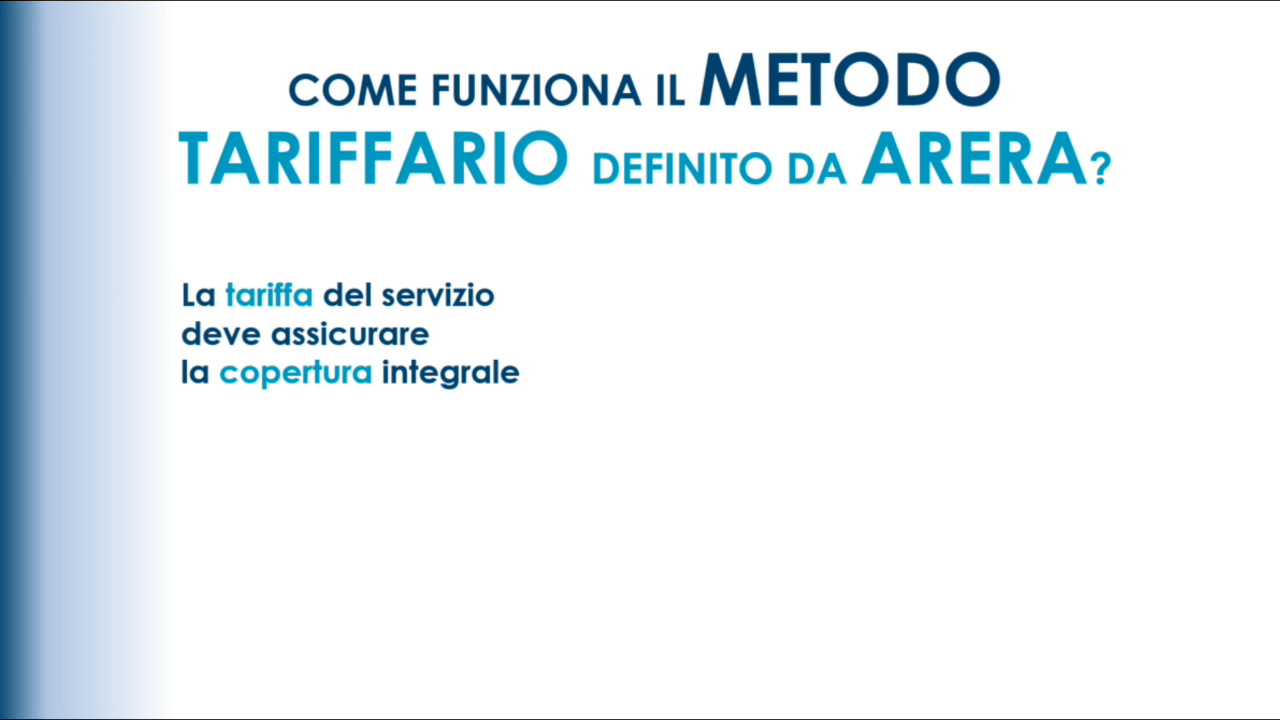 COME FUNZIONA IL METODO
TARIFFARIO DEFINITO DA ARERA?
La tariffa del servizio
deve assicurare
la copertura integrale